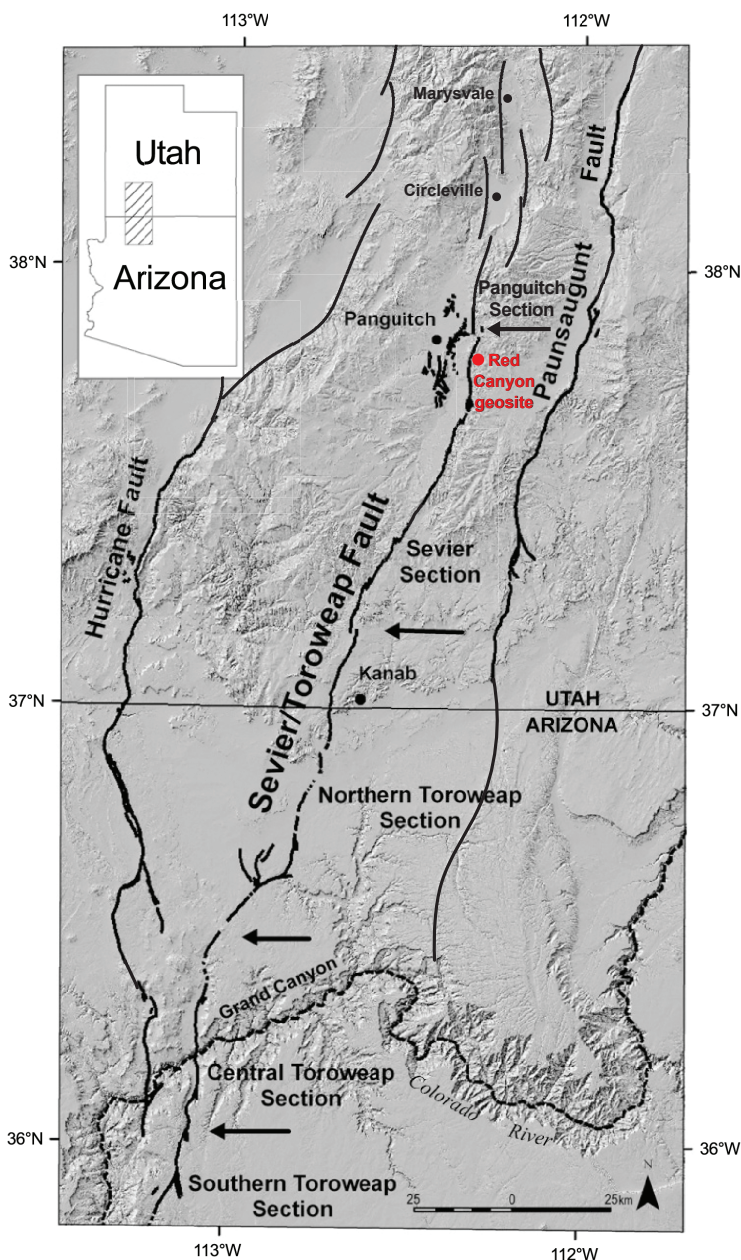 113°W
112°W
Utah
Arizona
Marysvale
Fault
Circleville
38°N
38°N
Panguitch
Section
Paunsaugunt
Panguitch
Red
Canyon
geosite
Hurricane Fault
Sevier/Toroweap Fault
Sevier
Section
Kanab
37°N
UTAH
ARIZONA
37°N
Northern Toroweap
Section
Grand Canyon
Central Toroweap
Section
Colorado River
36°N
36°W
Southern Toroweap
Section
N
25 0 25km
113°W
112°W